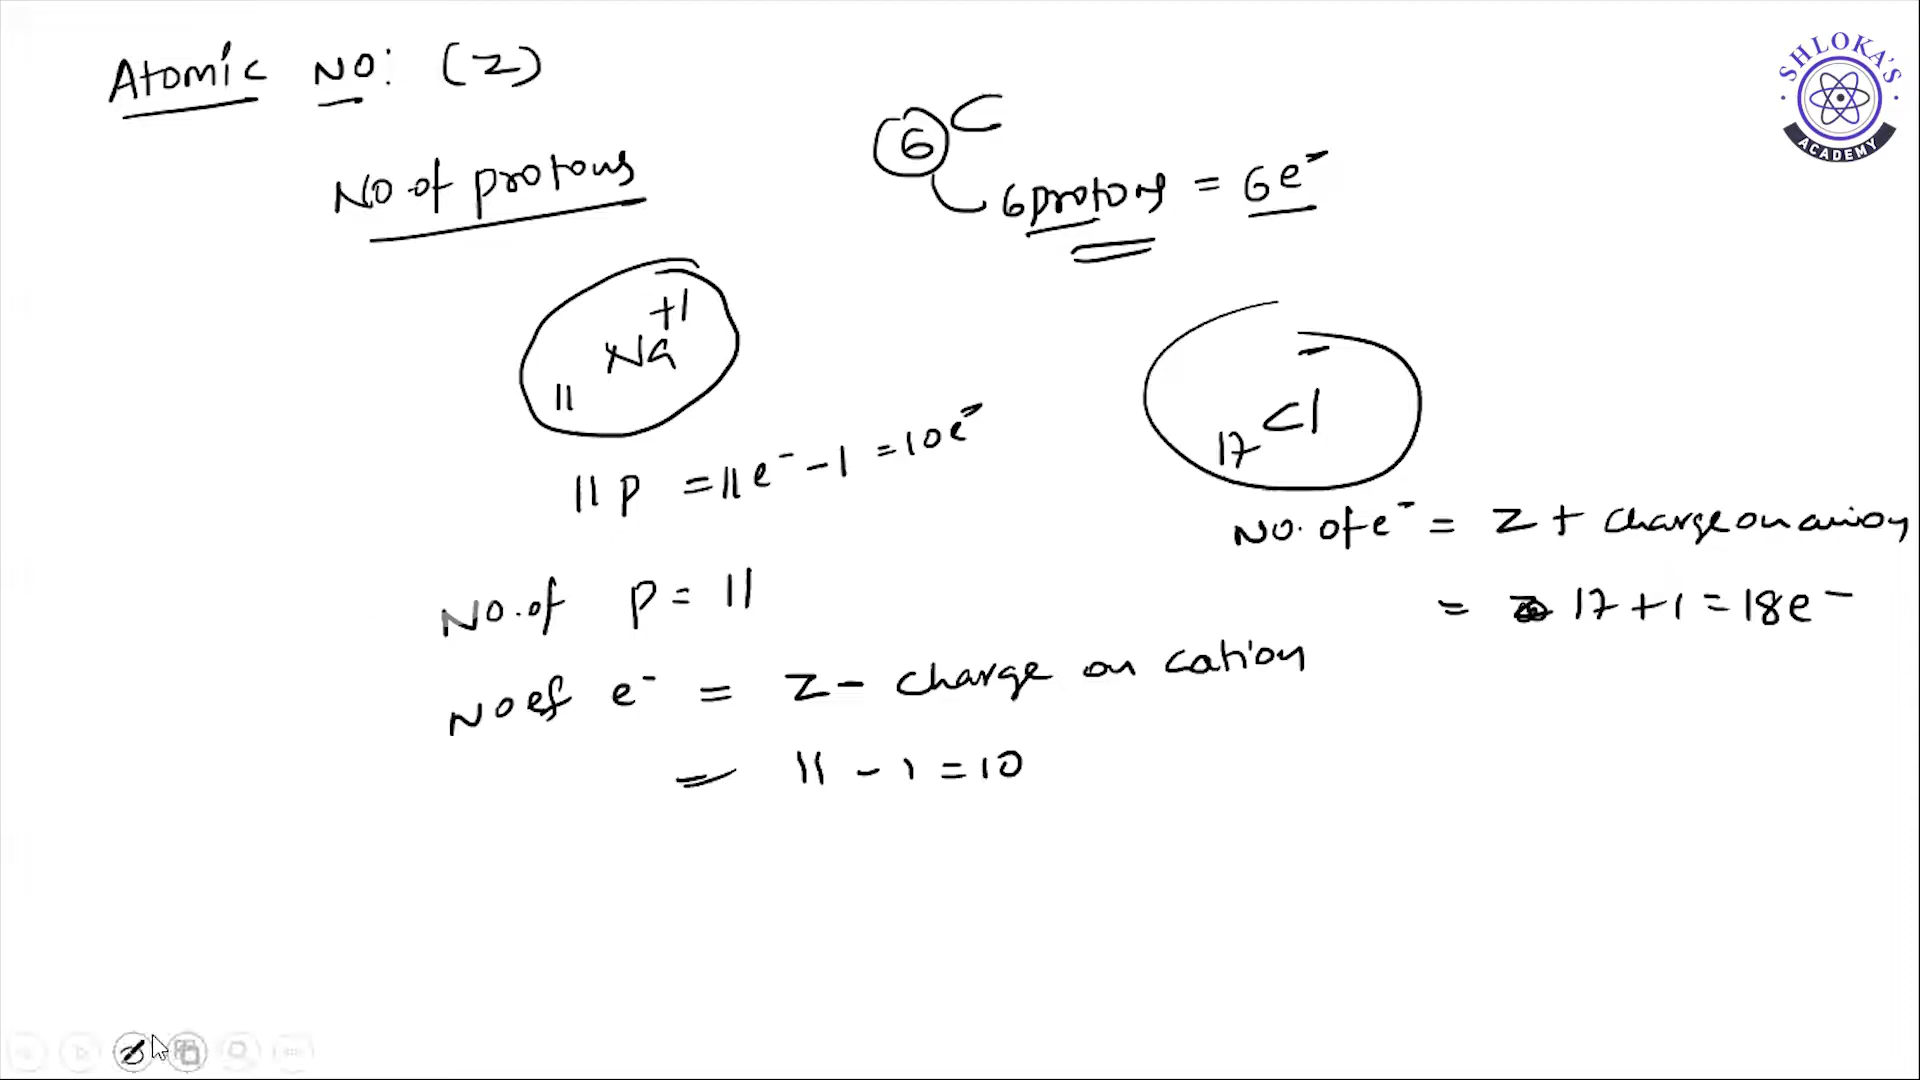 Atomic NO: (Z)
SHLOKA'S ACADEMY
6 C
No of protons
6 protons = 6e⁻
11 Na +1
17 Cl ⁻
11 p = 11e⁻ - 1 = 10e⁻
NO. of e⁻ = Z + charge on anion
NO. of p = 11
= 17 + 1 = 18e⁻
NO of e⁻ = Z - charge on cation
= 11 - 1 = 10